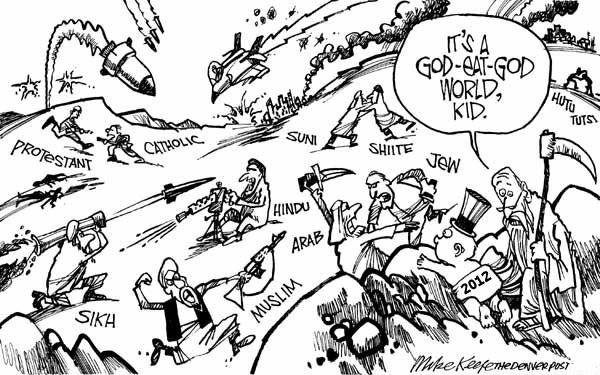 IT'S A
GOD-EAT-GOD
WORLD,
KID.
HUTU
TUTSI
PROTESTANT
CATHOLIC
SUNI
SHIITE
JEW
HINDU
ARAB
SIKH
MUSLIM
2012
Mike Keefe THE DENVER POST